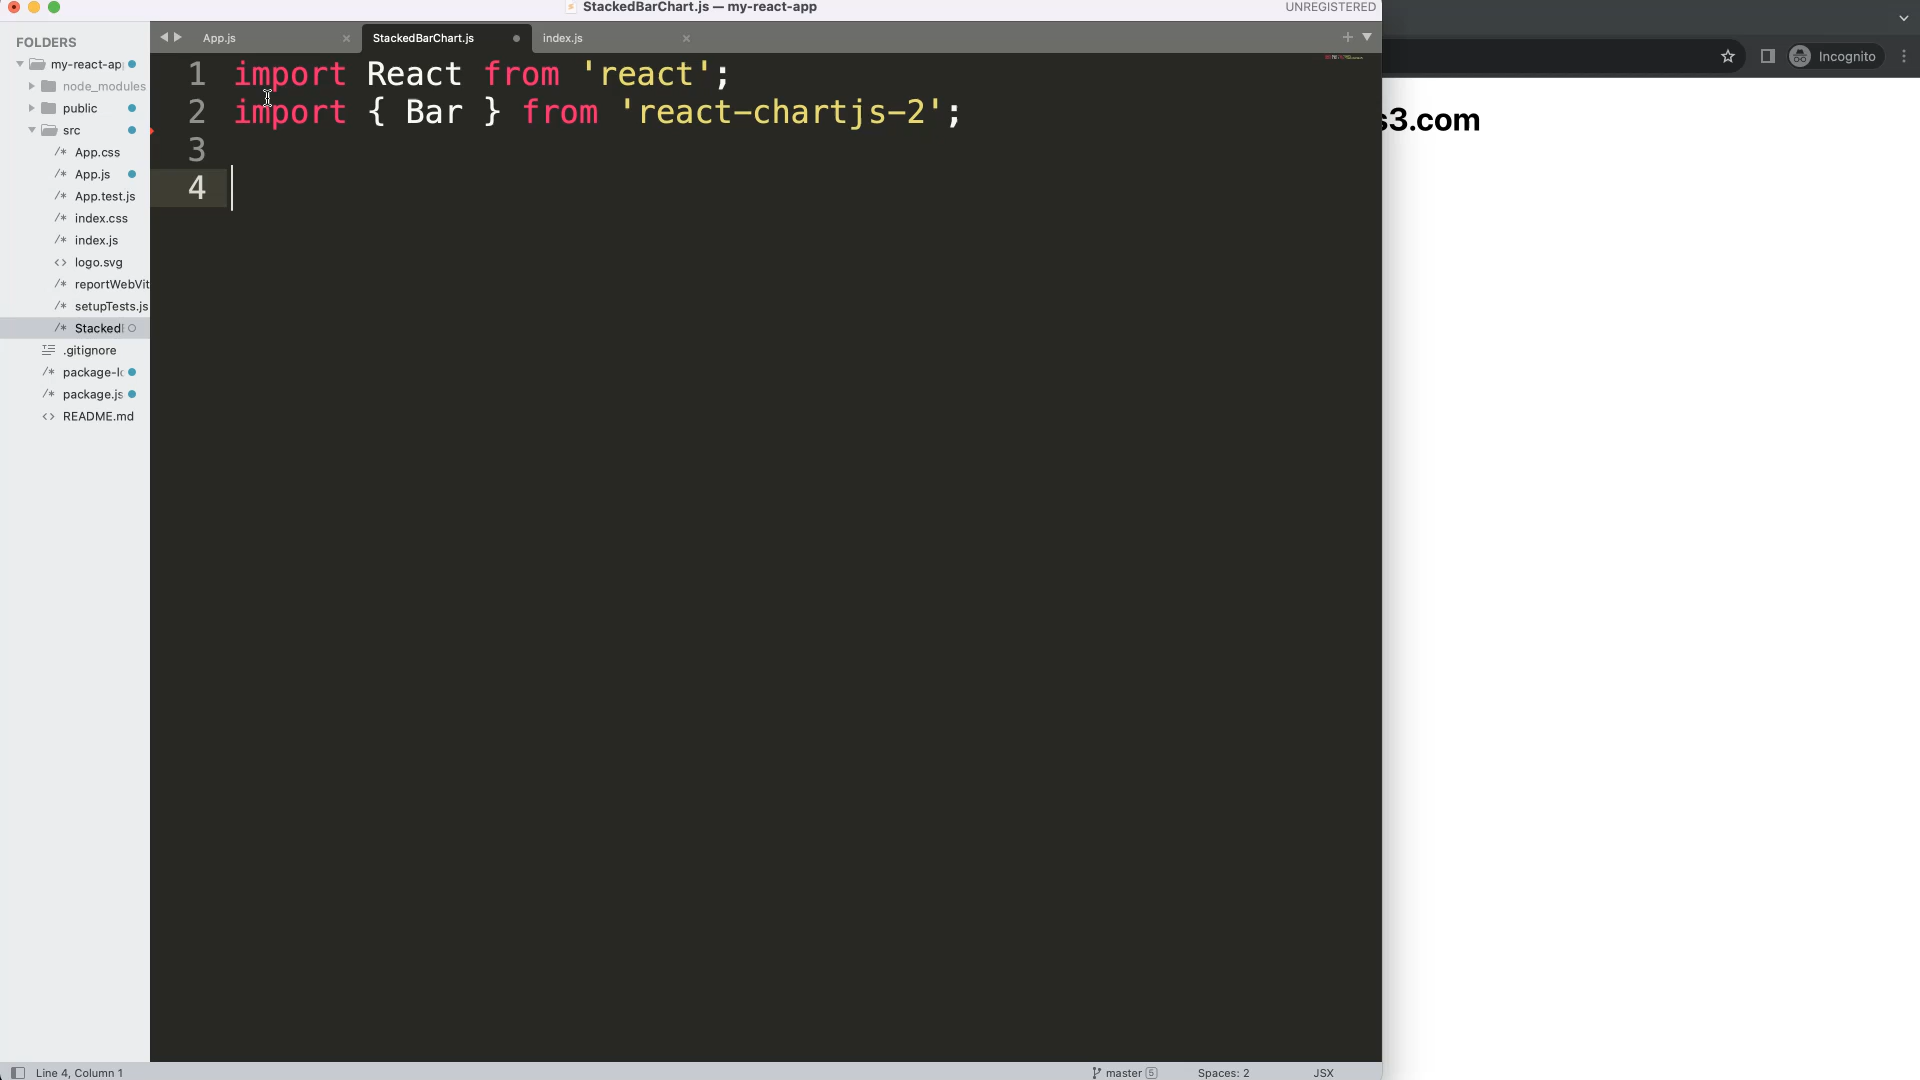 StackedBarChart.js — my-react-app
UNREGISTERED
FOLDERS
my-react-ap
node_modules
public
src
App.css
App.js
App.test.js
index.css
index.js
logo.svg
reportWebVit
setupTests.js
Stacked
.gitignore
package-l
package.js
README.md
App.js
StackedBarChart.js
index.js
1 import React from 'react';
2 import { Bar } from 'react-chartjs-2';
3
4
Line 4, Column 1
master 5
Spaces: 2
JSX
Incognito
s3.com